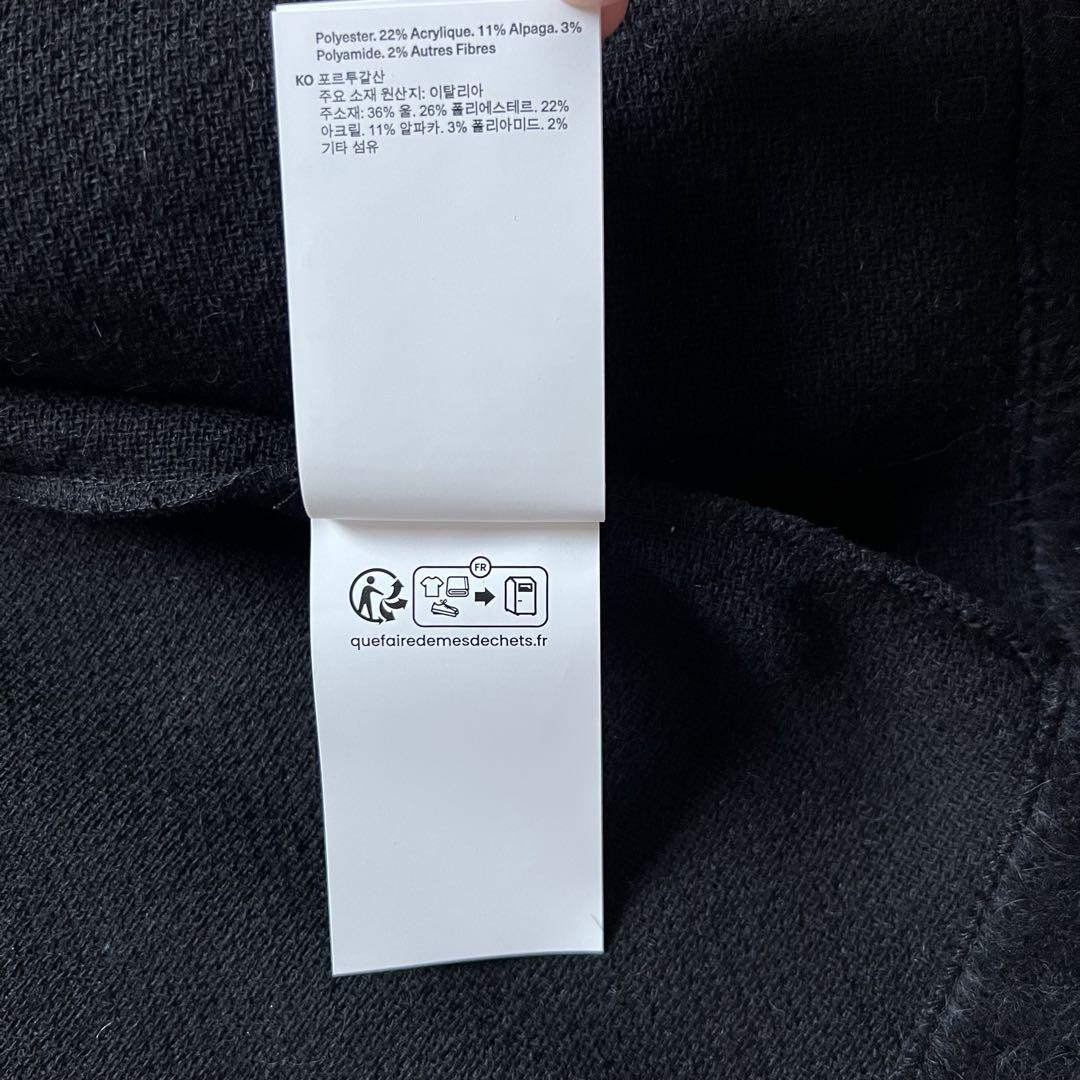 Polyester. 22% Acrylique. 11% Alpaga. 3%
Polyamide. 2% Autres Fibres
KO 포르투갈산
주요 소재 원산지: 이탈리아
주소재: 36% 울. 26% 폴리에스테르. 22%
아크릴. 11% 알파카. 3% 폴리아미드. 2%
기타 섬유
FR
quefairedemesdechets.fr